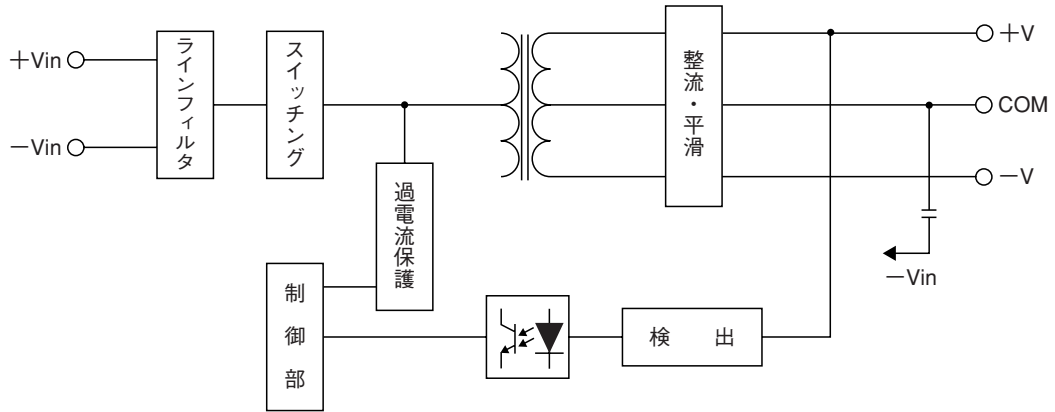 +Vin
−Vin
ラインフィルタ
スイッチング
過電流保護
制御部
整流・平滑
検出
+V
COM
−V
−Vin